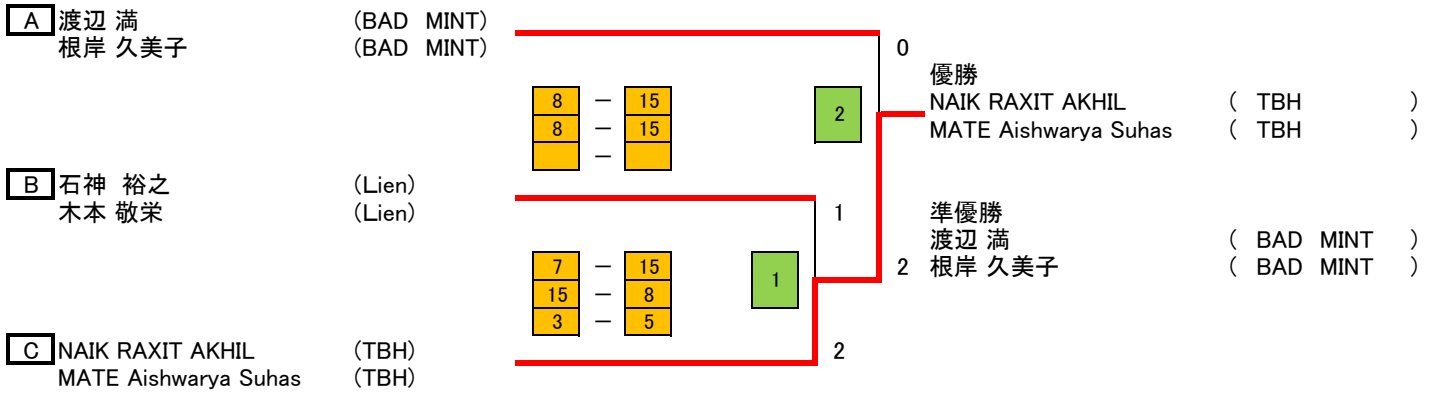 A 渡辺 満 (BAD MINT)
根岸 久美子 (BAD MINT)
0
優勝
8 － 15 2 NAIK RAXIT AKHIL ( TBH )
8 － 15 MATE Aishwarya Suhas ( TBH )
－
B 石神 裕之 (Lien)
木本 敬栄 (Lien) 1 準優勝
渡辺 満 ( BAD MINT )
7 － 15 1 2 根岸 久美子 ( BAD MINT )
15 － 8
3 － 5
C NAIK RAXIT AKHIL (TBH) 2
MATE Aishwarya Suhas (TBH)